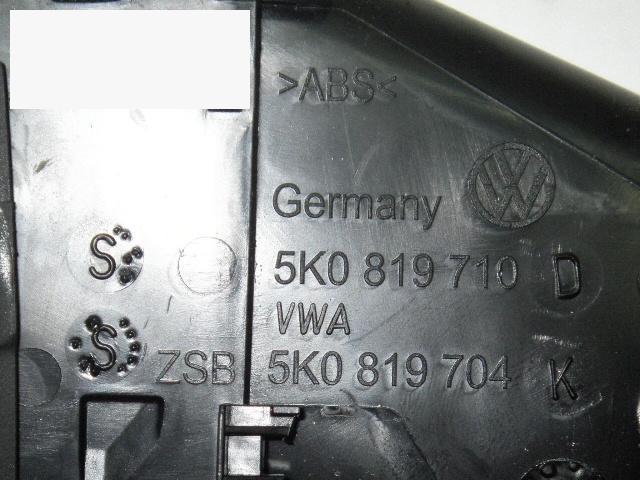 >ABS<
Germany
S 5K0 819 710 D
VWA
S ZSB 5K0 819 704 K